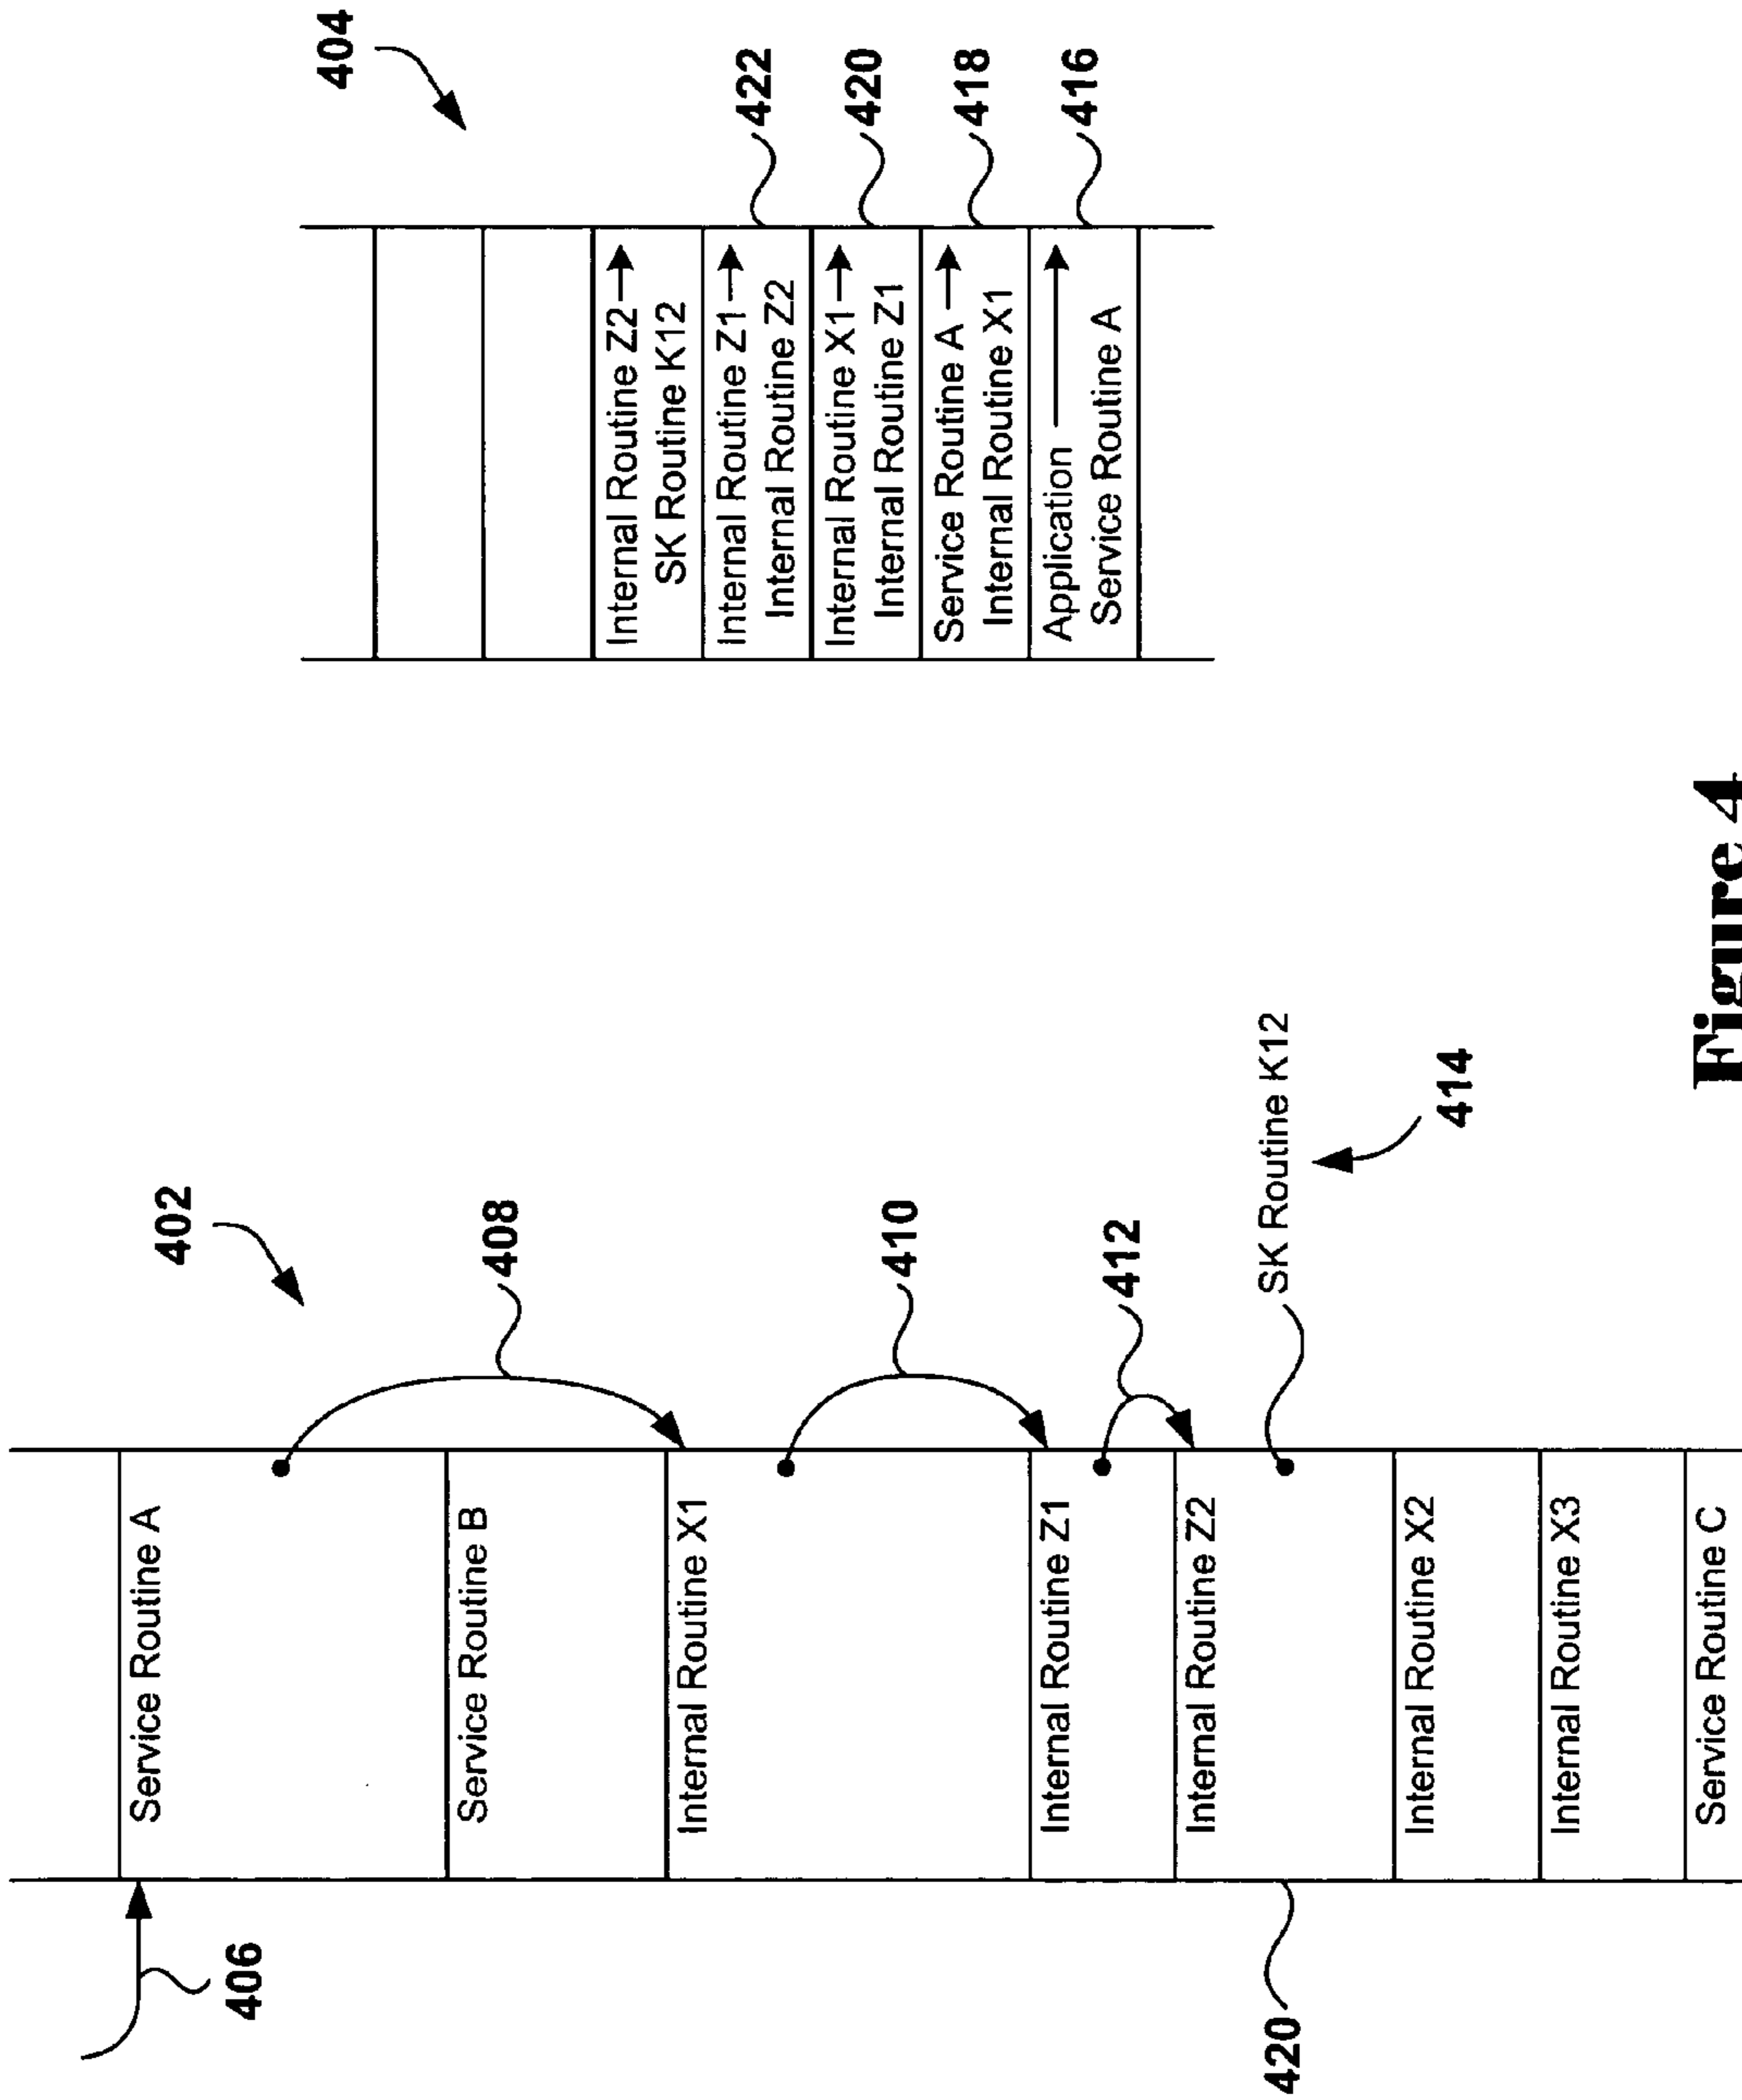 402
406
Service Routine A
408
Service Routine B
Internal Routine X1
410
Internal Routine Z1
412
Internal Routine Z2
SK Routine K12
414
420
Internal Routine X2
Internal Routine X3
Service Routine C
404
Internal Routine Z2
SK Routine K12
Internal Routine Z1
Internal Routine Z2
422
Internal Routine X1
Internal Routine Z1
420
Service Routine A
Internal Routine X1
418
Application
Service Routine A
416
Figure 4